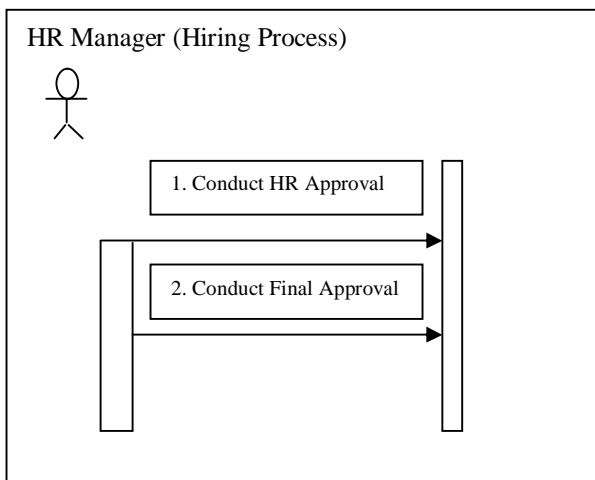 HR Manager (Hiring Process)
1. Conduct HR Approval
2. Conduct Final Approval